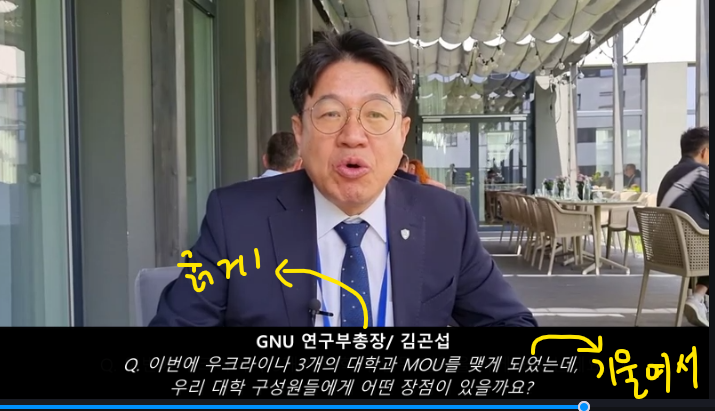 굵게
GNU 연구부총장/ 김곤섭
Q. 이번에 우크라이나 3개의 대학과 MOU를 맺게 되었는데,
우리 대학 구성원들에게 어떤 장점이 있을까요?
기울여서